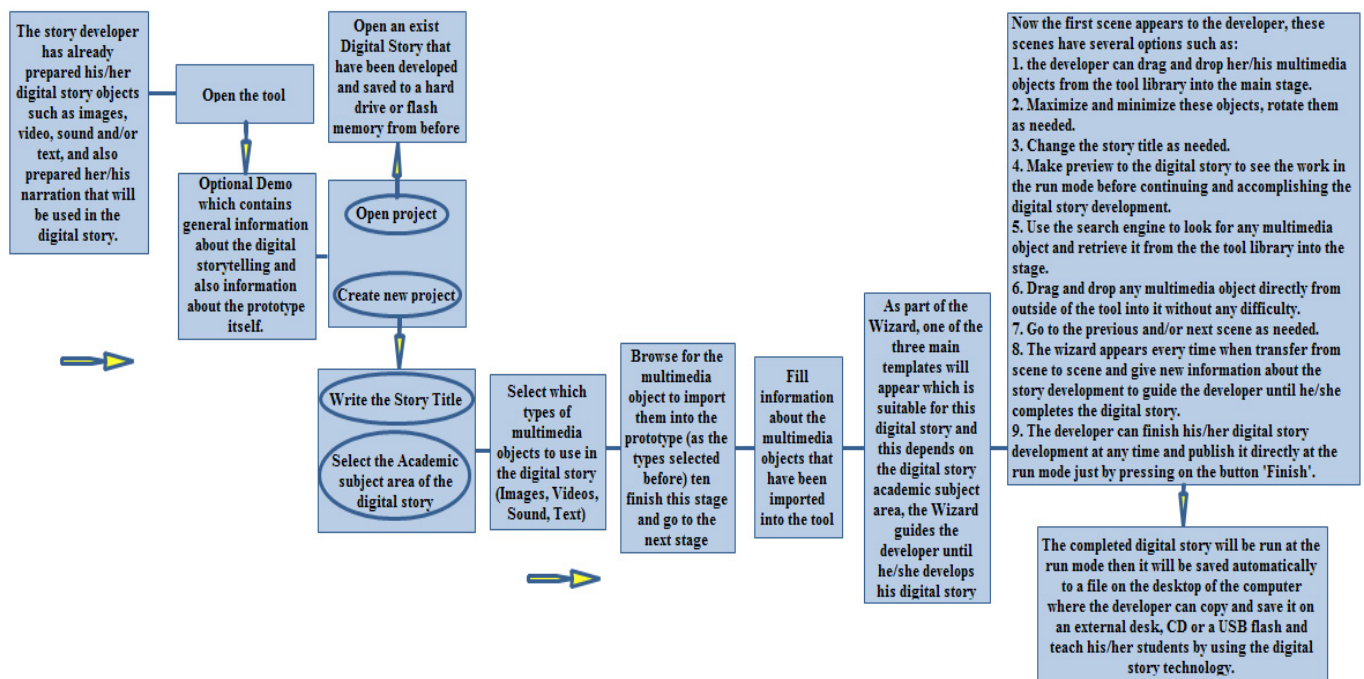 The story developer
has already
prepared his/her
digital story objects
such as images,
video, sound and/or
text, and also
prepared her/his
narration that will
be used in the
digital story.
Open the tool
Optional Demo
which contains
general information
about the digital
storytelling and
also information
about the prototype
itself.
Open an exist
Digital Story that
have been developed
and saved to a hard
drive or flash
memory from before
Open project
Create new project
Write the Story Title
Select the Academic
subject area of the
digital story
Select which
types of
multimedia
objects to use in
the digital story
(Images, Videos,
Sound, Text)
Browse for the
multimedia
object to import
them into the
prototype (as the
types selected
before) ten
finish this stage
and go to the
next stage
Fill
information
about the
multimedia
objects that
have been
imported
into the tool
As part of the
Wizard, one of the
three main
templates will
appear which is
suitable for this
digital story and
this depends on
the digital story
academic subject
area, the Wizard
guides the
developer until
he/she develops
his digital story
Now the first scene appears to the developer, these
scenes have several options such as:
1. the developer can drag and drop her/his multimedia
objects from the tool library into the main stage.
2. Maximize and minimize these objects, rotate them
as needed.
3. Change the story title as needed.
4. Make preview to the digital story to see the work in
the run mode before continuing and accomplishing the
digital story development.
5. Use the search engine to look for any multimedia
object and retrieve it from the the tool library into the
stage.
6. Drag and drop any multimedia object directly from
outside of the tool into it without any difficulty.
7. Go to the previous and/or next scene as needed.
8. The wizard appears every time when transfer from
scene to scene and give new information about the
story development to guide the developer until he/she
completes the digital story.
9. The developer can finish his/her digital story
development at any time and publish it directly at the
run mode just by pressing on the button 'Finish'.
The completed digital story will be run at the
run mode then it will be saved automatically
to a file on the desktop of the computer
where the developer can copy and save it on
an external desk, CD or a USB flash and
teach his/her students by using the digital
story technology.